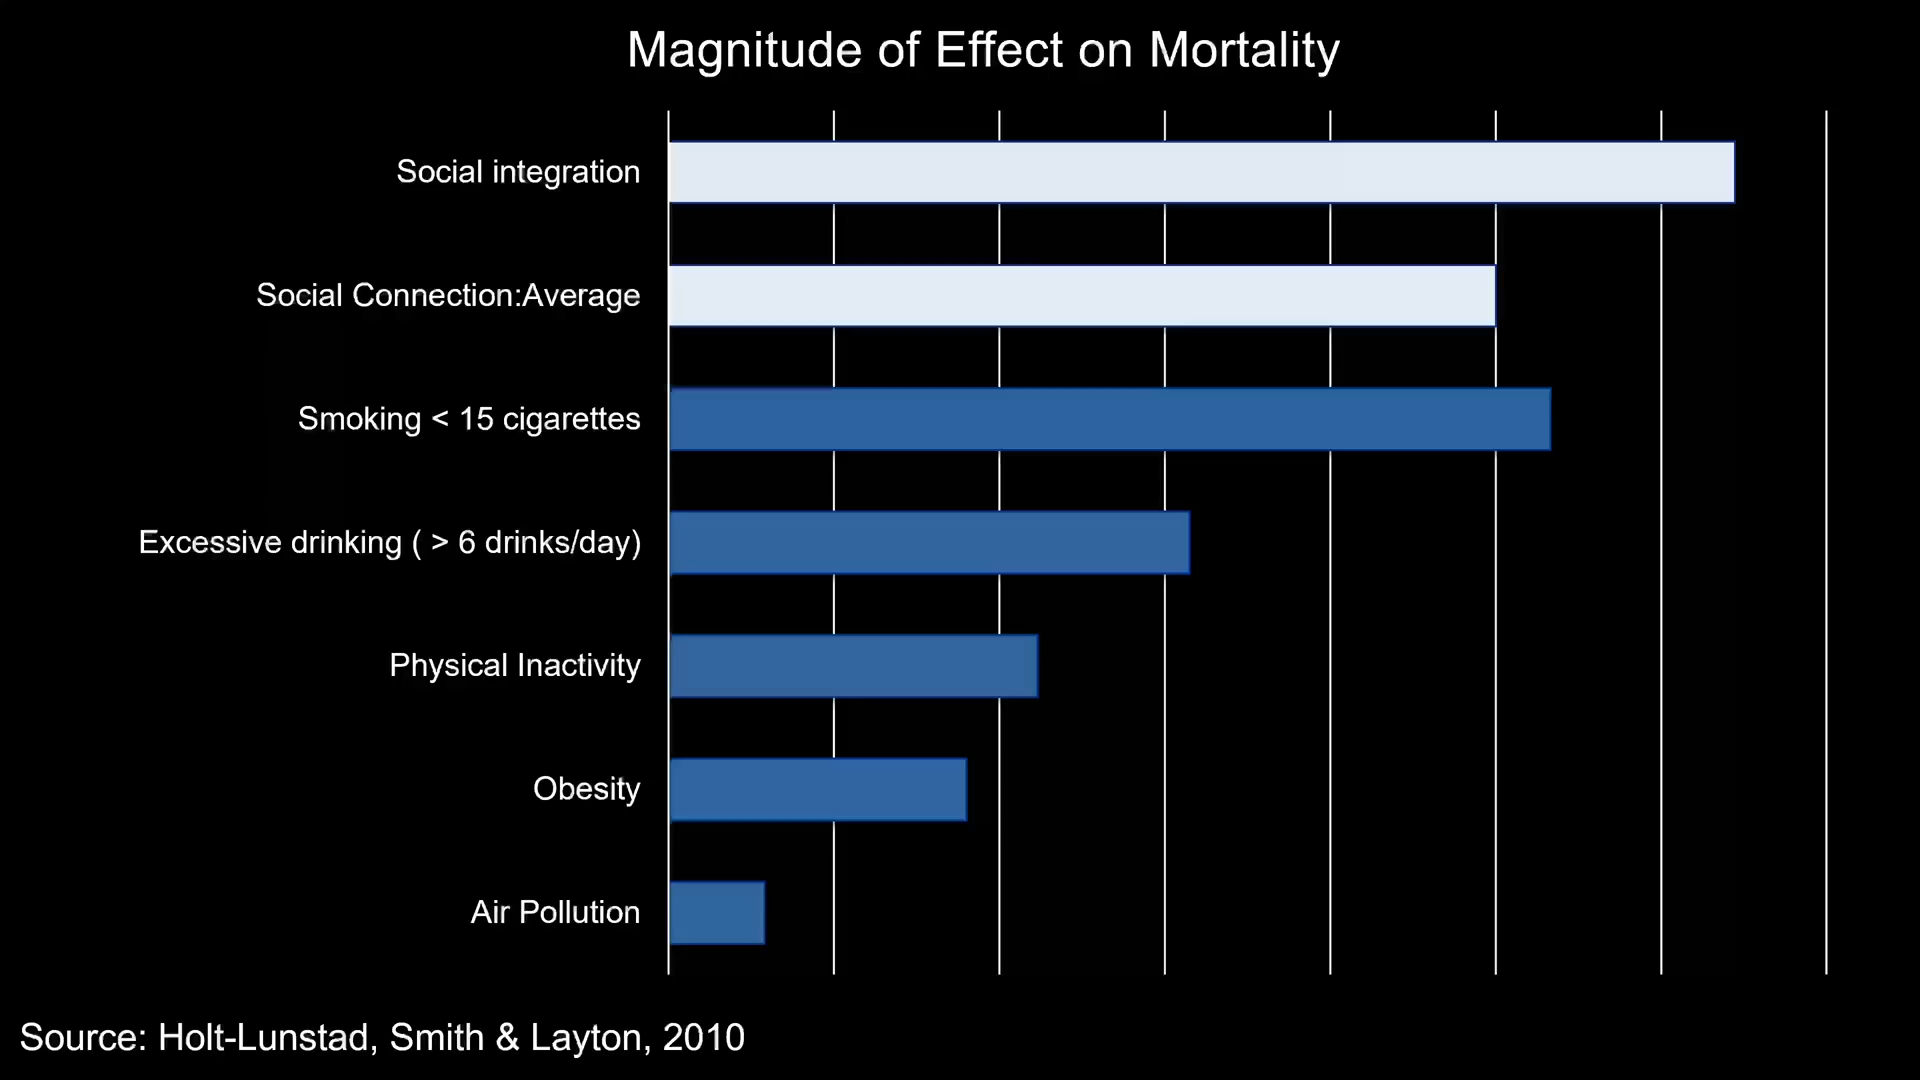 Magnitude of Effect on Mortality
Social integration
Social Connection:Average
Smoking < 15 cigarettes
Excessive drinking ( > 6 drinks/day)
Physical Inactivity
Obesity
Air Pollution
Source: Holt-Lunstad, Smith & Layton, 2010